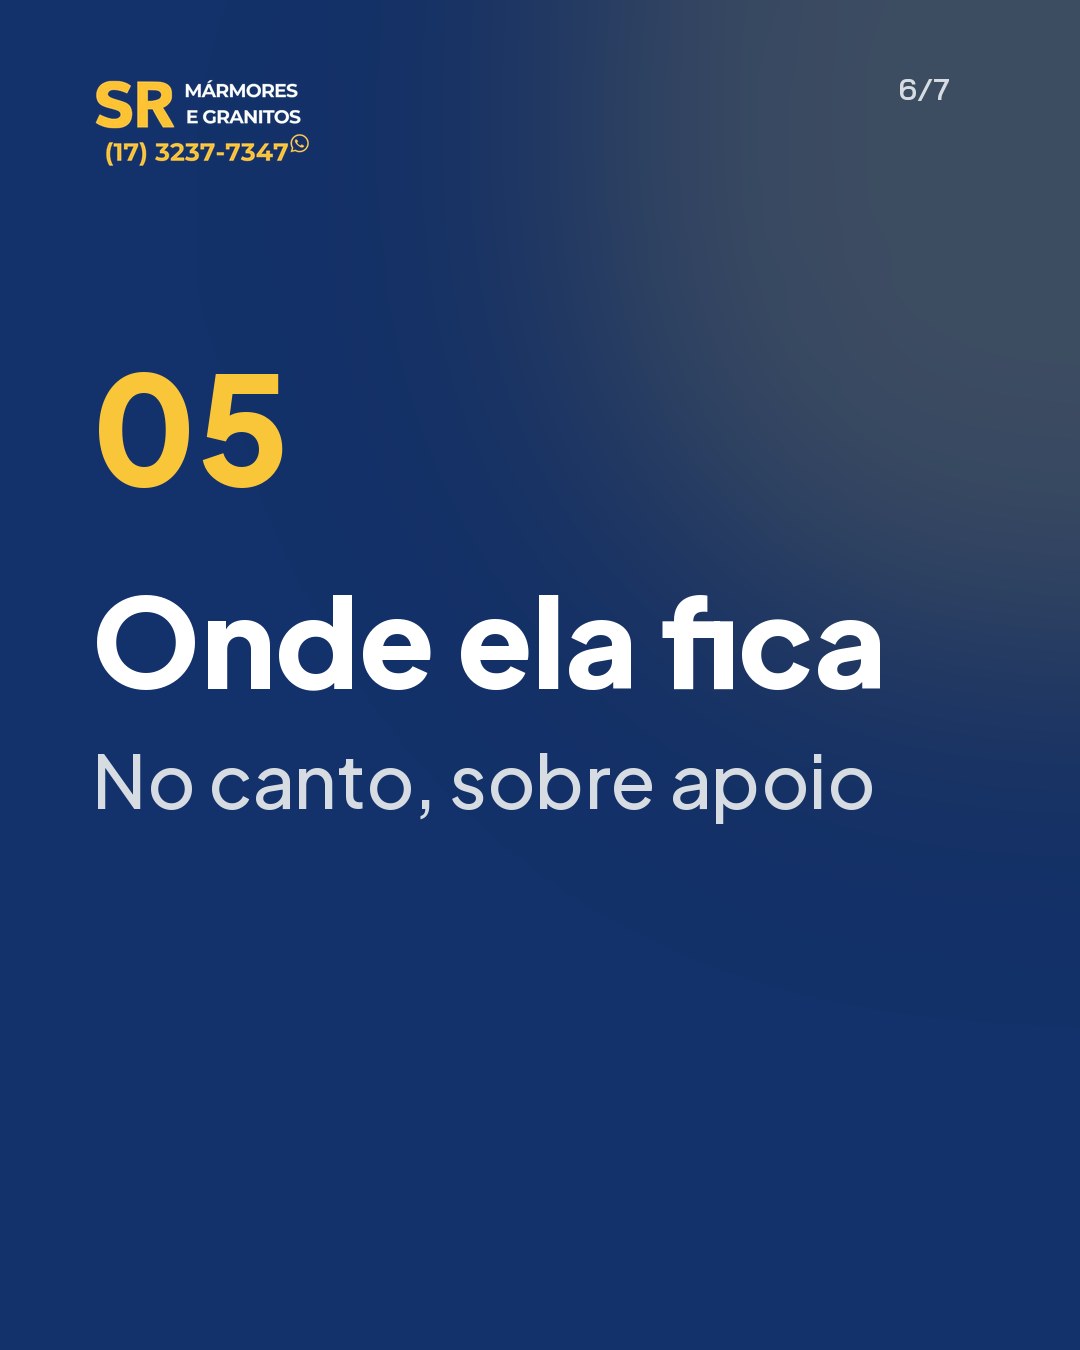 SR MÁRMORES
E GRANITOS
(17) 3237-7347
6/7
05
Onde ela fica
No canto, sobre apoio